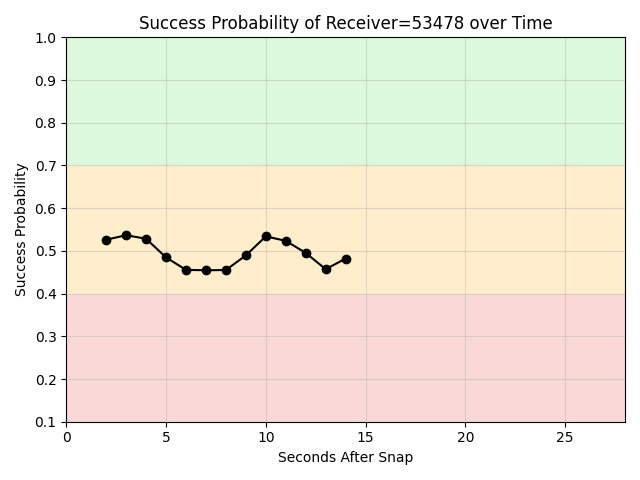 Success Probability of Receiver=53478 over Time
1.0
0.9
0.8
0.7
0.6
0.5
0.4
0.3
0.2
0.1
Success Probability
0 5 10 15 20 25
Seconds After Snap